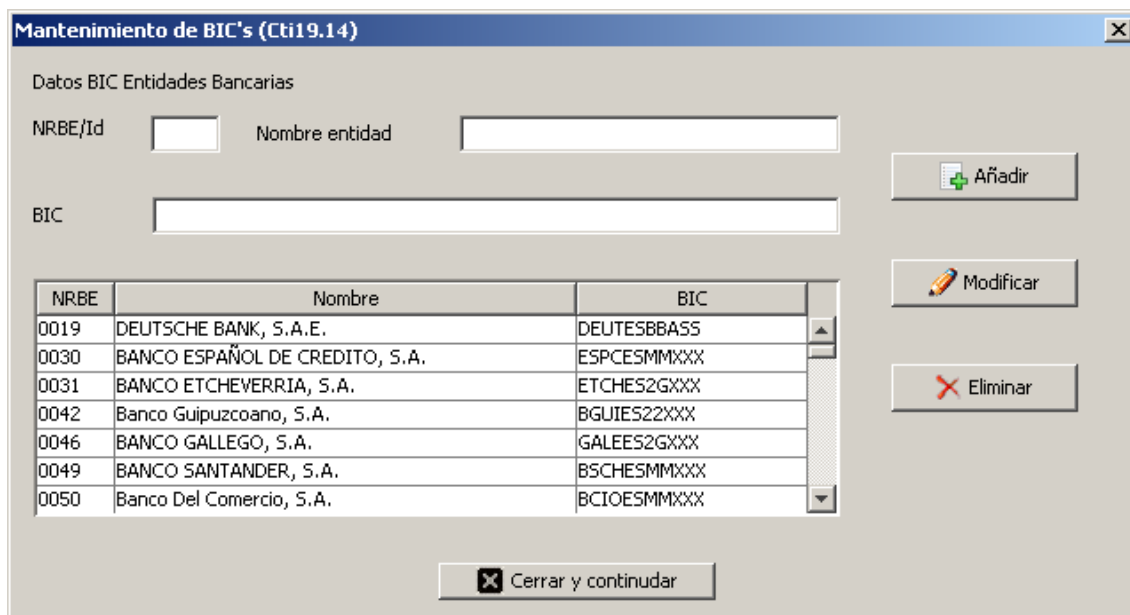 Mantenimiento de BIC's (Cti19.14)
Datos BIC Entidades Bancarias
NRBE/Id Nombre entidad
Añadir
BIC
Modificar
NRBE Nombre BIC
0019 DEUTSCHE BANK, S.A.E. DEUTESBBASS
0030 BANCO ESPAÑOL DE CREDITO, S.A. ESPCESMMXXX
0031 BANCO ETCHEVERRIA, S.A. ETCHES2GXXX
Eliminar
0042 Banco Guipuzcoano, S.A. BGUIES22XXX
0046 BANCO GALLEGO, S.A. GALEES2GXXX
0049 BANCO SANTANDER, S.A. BSCHESMMXXX
0050 Banco Del Comercio, S.A. BCIOESMMXXX
Cerrar y continudar